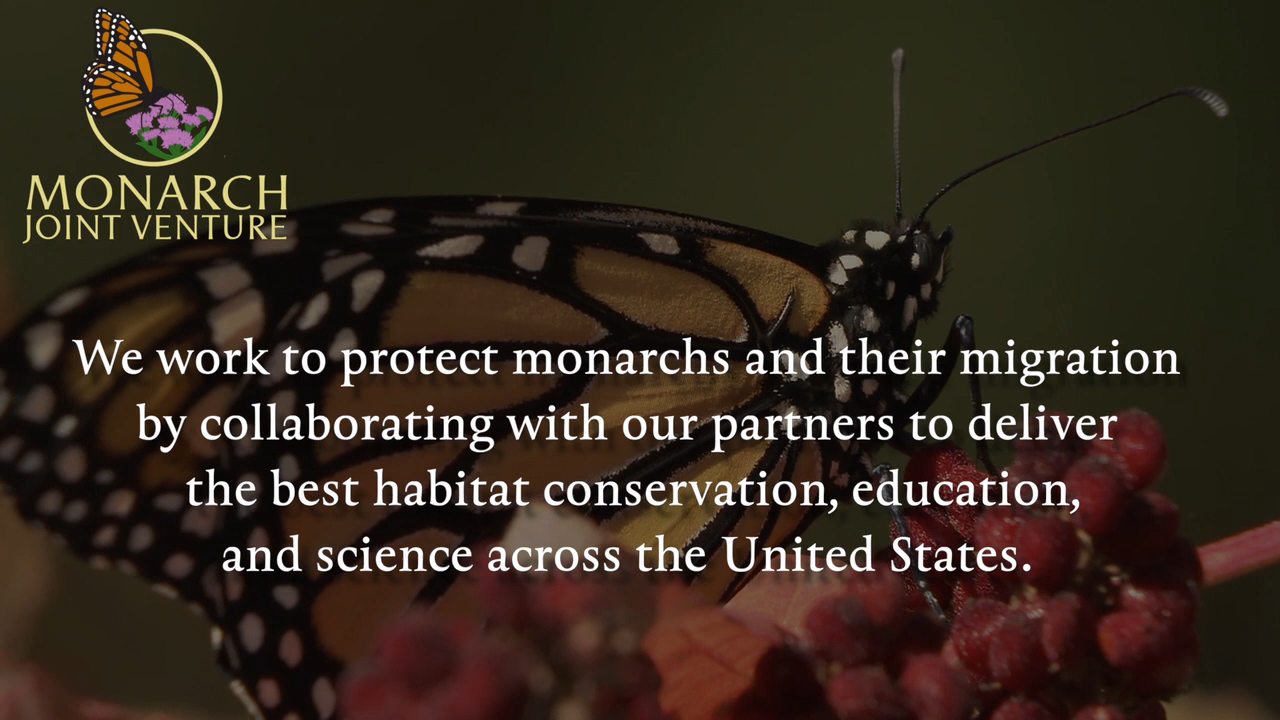 MONARCH
JOINT VENTURE
We work to protect monarchs and their migration
by collaborating with our partners to deliver
the best habitat conservation, education,
and science across the United States.